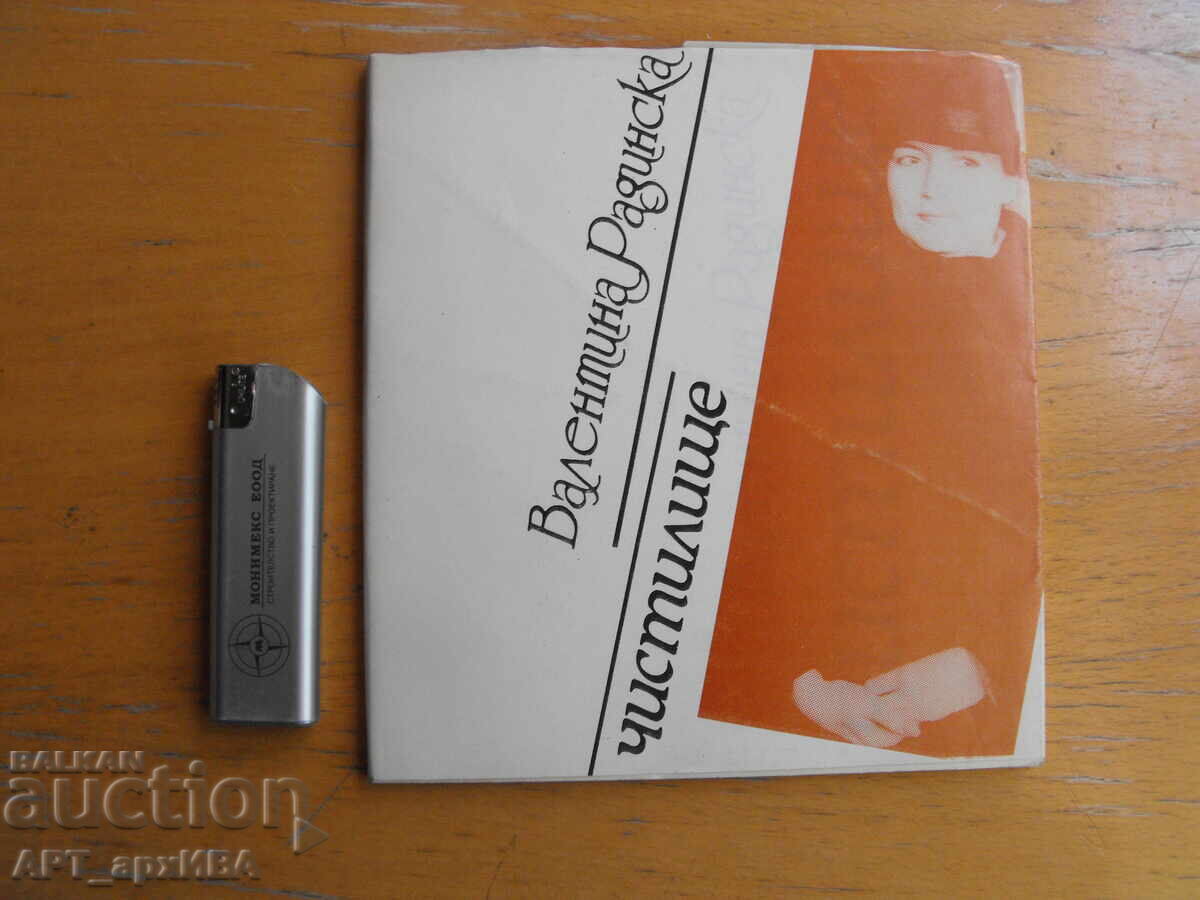 Валентина Радинска
чистилище
МОНИМЕКС ЕООД
СТРОИТЕЛСТВО И ПРОЕКТИРАНЕ
M
BALKAN
auction
АРТ_архИВА